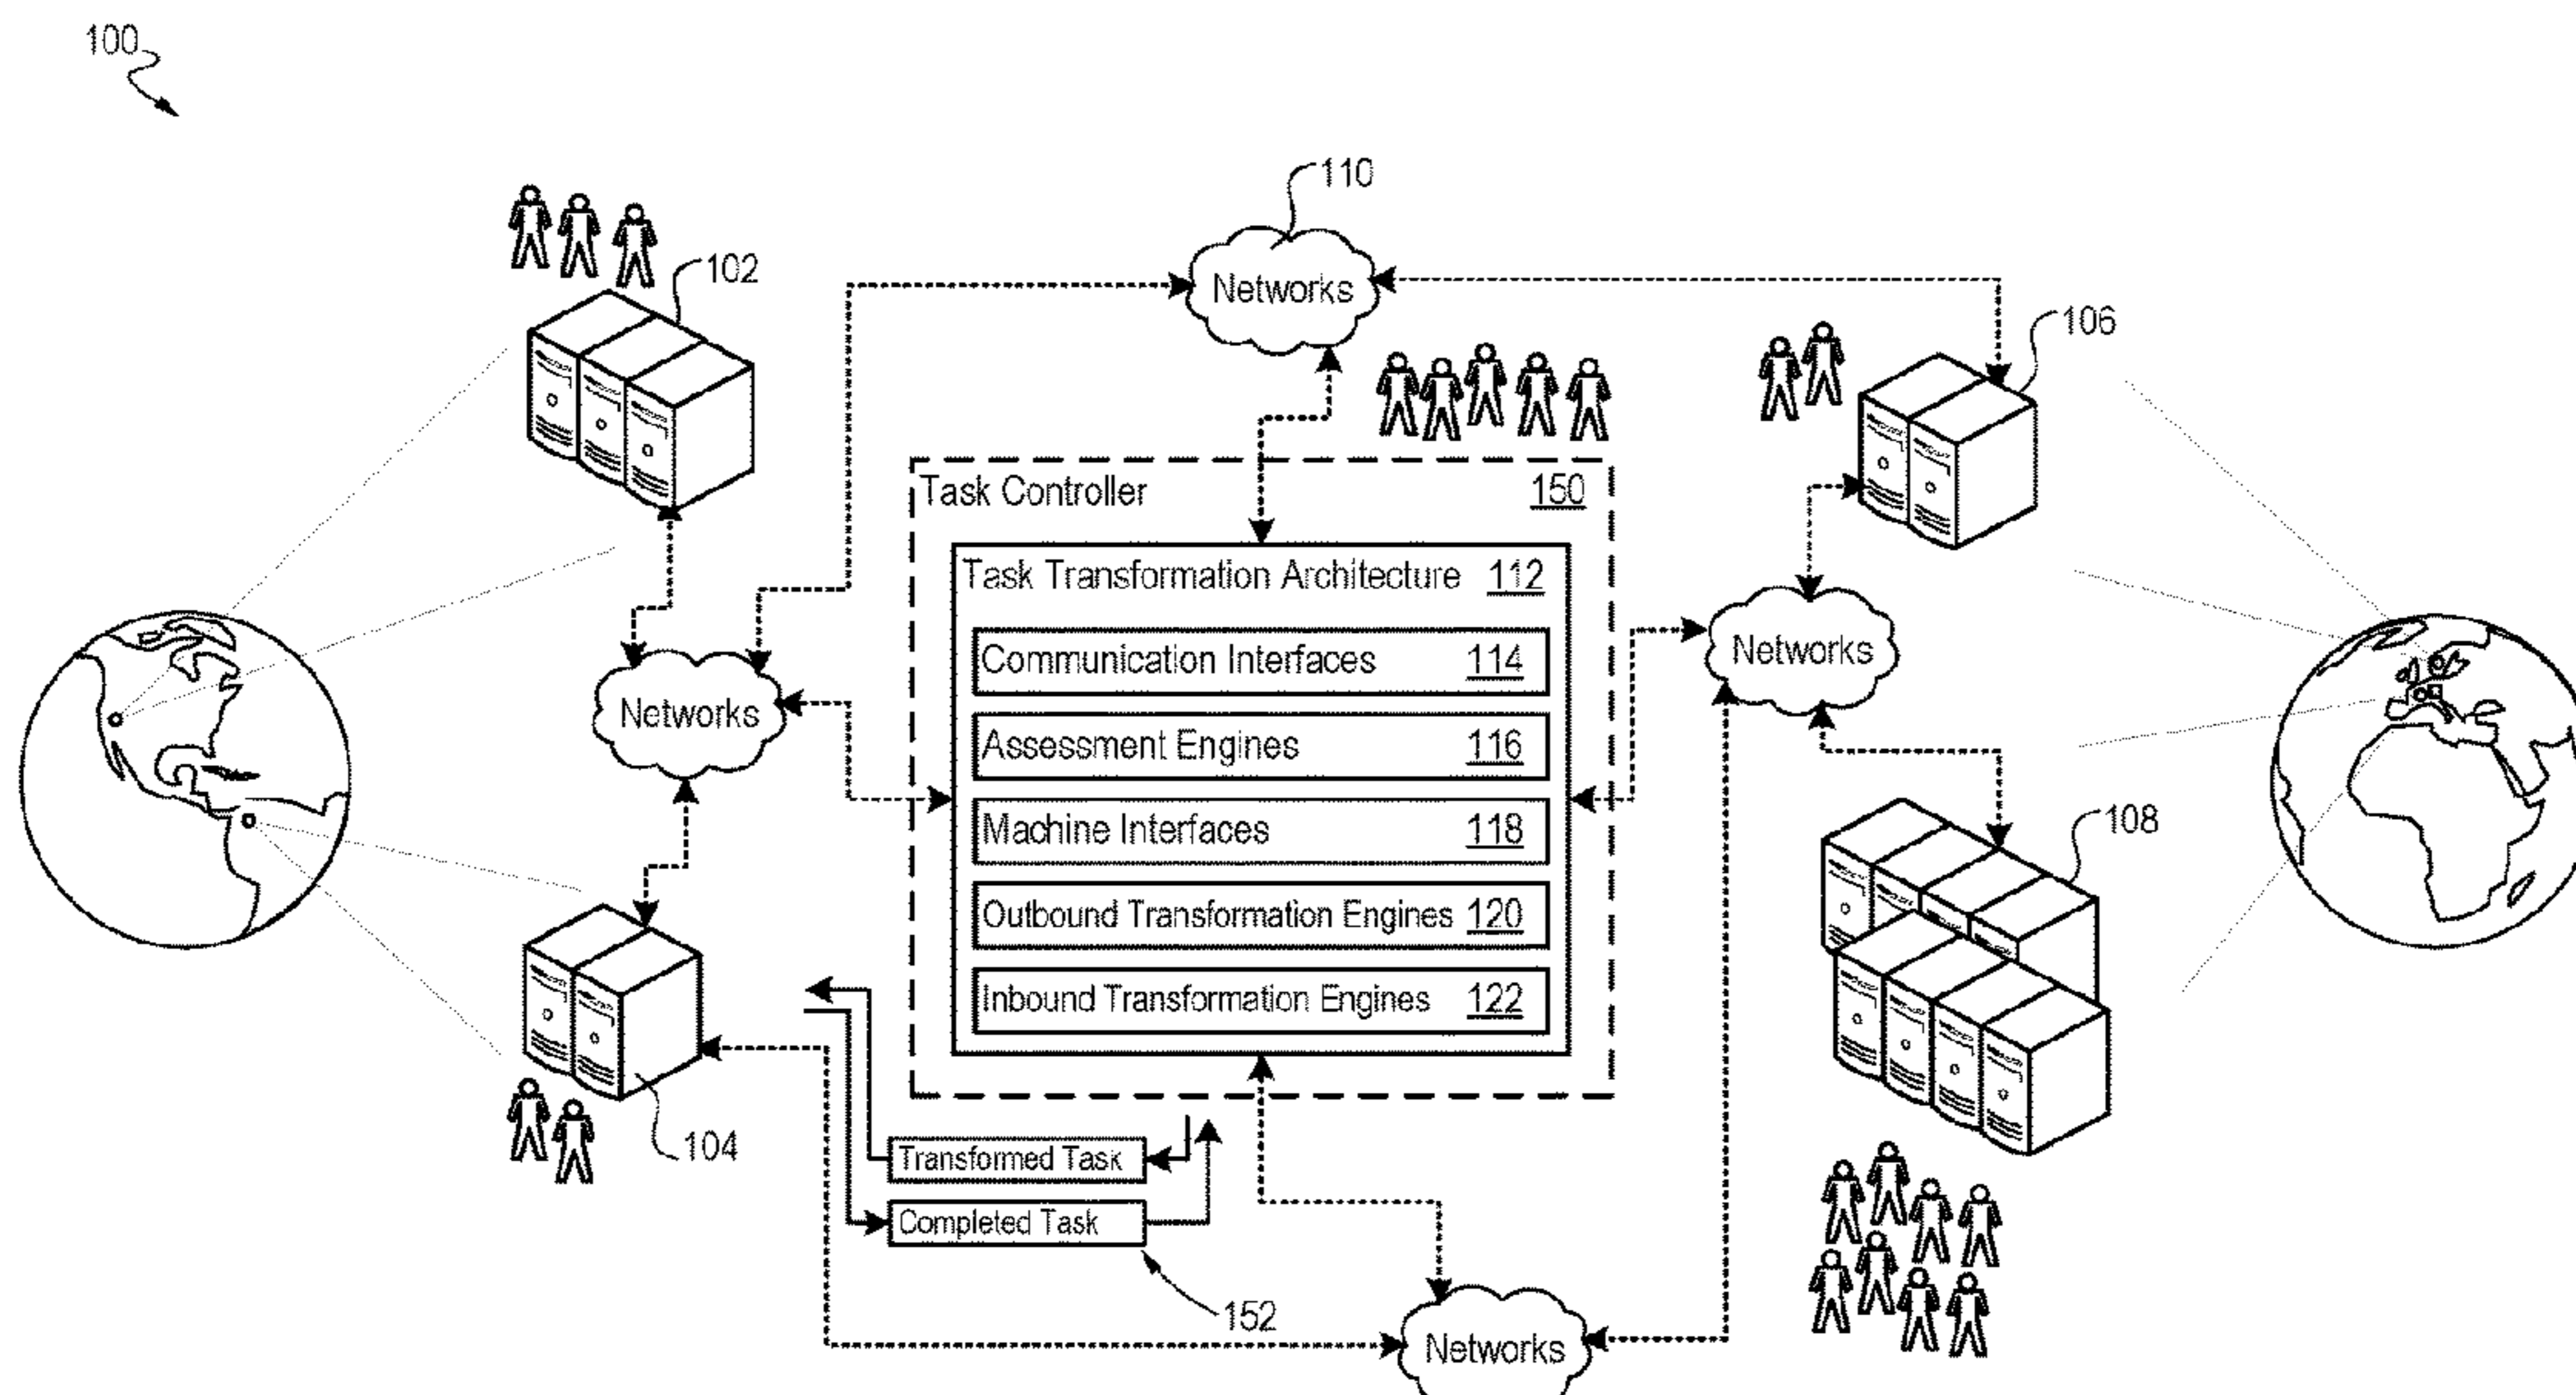 100
110
102
Networks
106
Task Controller 150
Task Transformation Architecture 112
Communication Interfaces 114
Networks
Networks
Assessment Engines 116
Machine Interfaces 118
108
Outbound Transformation Engines 120
Inbound Transformation Engines 122
104
Transformed Task
Completed Task
152
Networks